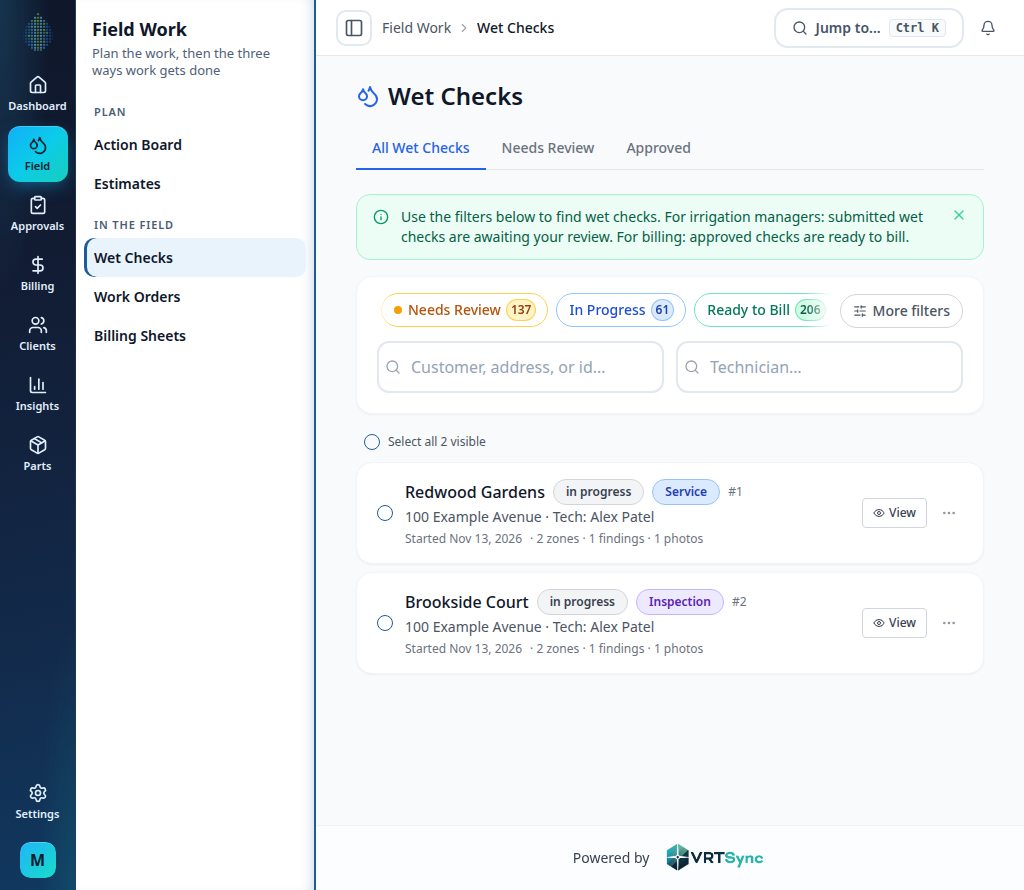 Dashboard
Field
Approvals
Billing
Clients
Insights
Parts
Settings
M
Field Work
Plan the work, then the three
ways work gets done
PLAN
Action Board
Estimates
IN THE FIELD
Wet Checks
Work Orders
Billing Sheets
Field Work > Wet Checks
Jump to... Ctrl K
Wet Checks
All Wet Checks Needs Review Approved
Use the filters below to find wet checks. For irrigation managers: submitted wet
checks are awaiting your review. For billing: approved checks are ready to bill.
Needs Review 137 In Progress 61 Ready to Bill 206 More filters
Customer, address, or id... Technician...
Select all 2 visible
Redwood Gardens in progress Service #1
100 Example Avenue · Tech: Alex Patel
Started Nov 13, 2026 · 2 zones · 1 findings · 1 photos
View
Brookside Court in progress Inspection #2
100 Example Avenue · Tech: Alex Patel
Started Nov 13, 2026 · 2 zones · 1 findings · 1 photos
View
Powered by VRTSync